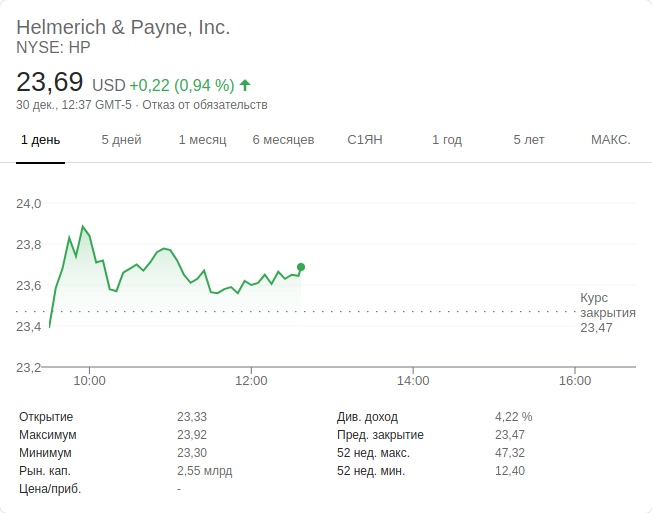 Helmerich & Payne, Inc.
NYSE: HP
23,69 USD +0,22 (0,94 %)
30 дек., 12:37 GMT-5 · Отказ от обязательств
1 день 5 дней 1 месяц 6 месяцев С1ЯН 1 год 5 лет МАКС.
24,0
23,8
23,6
23,4
23,2
Курс
закрытия
23,47
10:00 12:00 14:00 16:00
Открытие 23,33 Див. доход 4,22 %
Максимум 23,92 Пред. закрытие 23,47
Минимум 23,30 52 нед. макс. 47,32
Рын. кап. 2,55 млрд 52 нед. мин. 12,40
Цена/приб. -